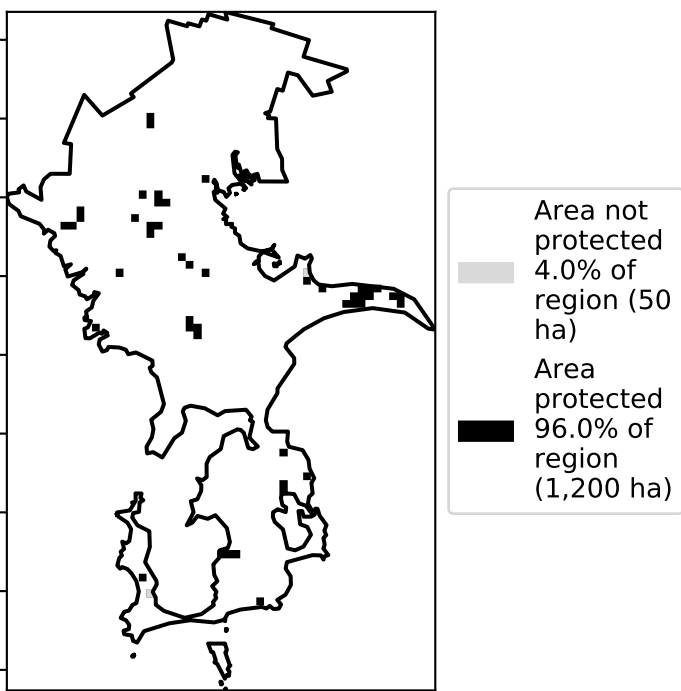 Area not
protected
4.0% of
region (50
ha)
Area
protected
96.0% of
region
(1,200 ha)